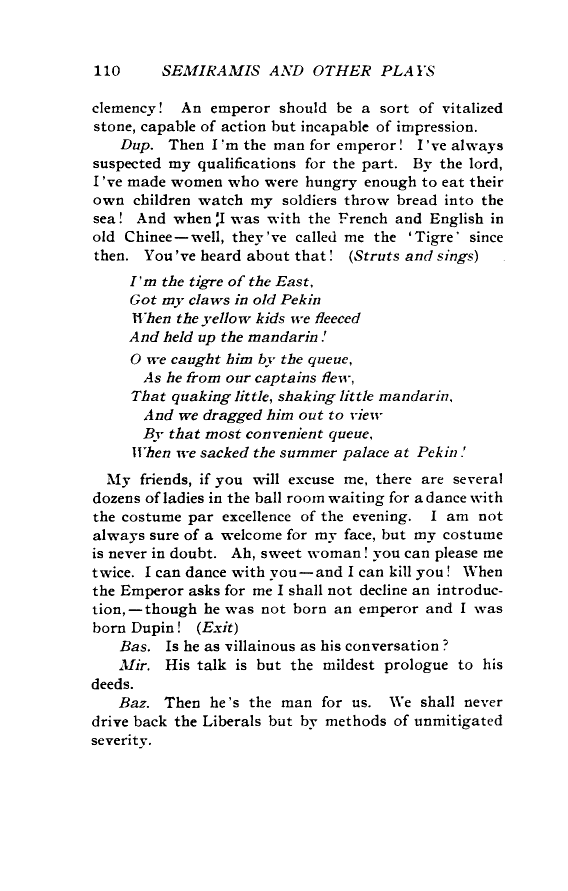 110 SEMIRAMIS AND OTHER PLAYS
clemency! An emperor should be a sort of vitalized
stone, capable of action but incapable of impression.
Dup. Then I'm the man for emperor! I've always
suspected my qualifications for the part. By the lord,
I've made women who were hungry enough to eat their
own children watch my soldiers throw bread into the
sea! And when I was with the French and English in
old Chinee—well, they've called me the 'Tigre' since
then. You've heard about that! (Struts and sings)
I'm the tigre of the East,
Got my claws in old Pekin
When the yellow kids we fleeced
And held up the mandarin!
O we caught him by the queue,
As he from our captains flew,
That quaking little, shaking little mandarin,
And we dragged him out to view
By that most convenient queue,
When we sacked the summer palace at Pekin!
My friends, if you will excuse me, there are several
dozens of ladies in the ball room waiting for a dance with
the costume par excellence of the evening. I am not
always sure of a welcome for my face, but my costume
is never in doubt. Ah, sweet woman! you can please me
twice. I can dance with you—and I can kill you! When
the Emperor asks for me I shall not decline an introduc-
tion,—though he was not born an emperor and I was
born Dupin! (Exit)
Bas. Is he as villainous as his conversation?
Mir. His talk is but the mildest prologue to his
deeds.
Baz. Then he's the man for us. We shall never
drive back the Liberals but by methods of unmitigated
severity.